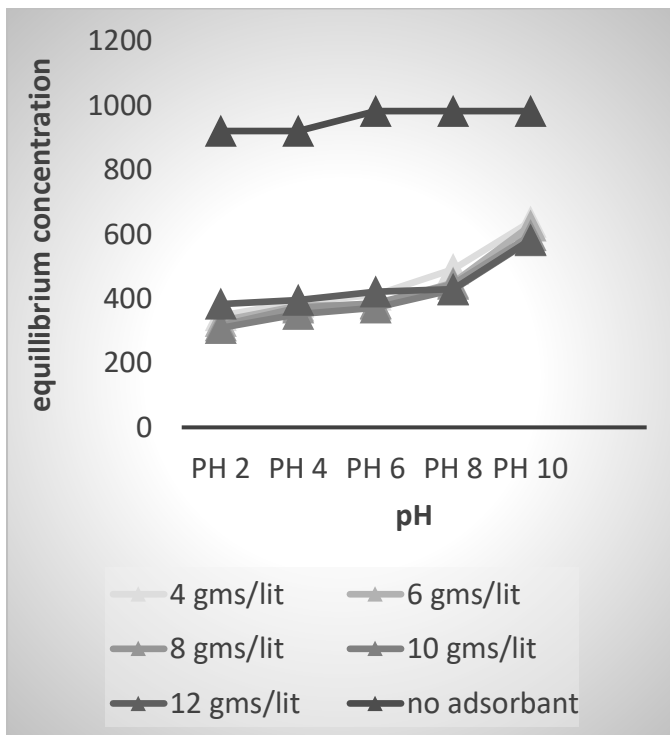 1200
1000
800
600
400
200
0
equillibrium concentration
PH 2 PH 4 PH 6 PH 8 PH 10
pH
4 gms/lit 6 gms/lit
8 gms/lit 10 gms/lit
12 gms/lit no adsorbant